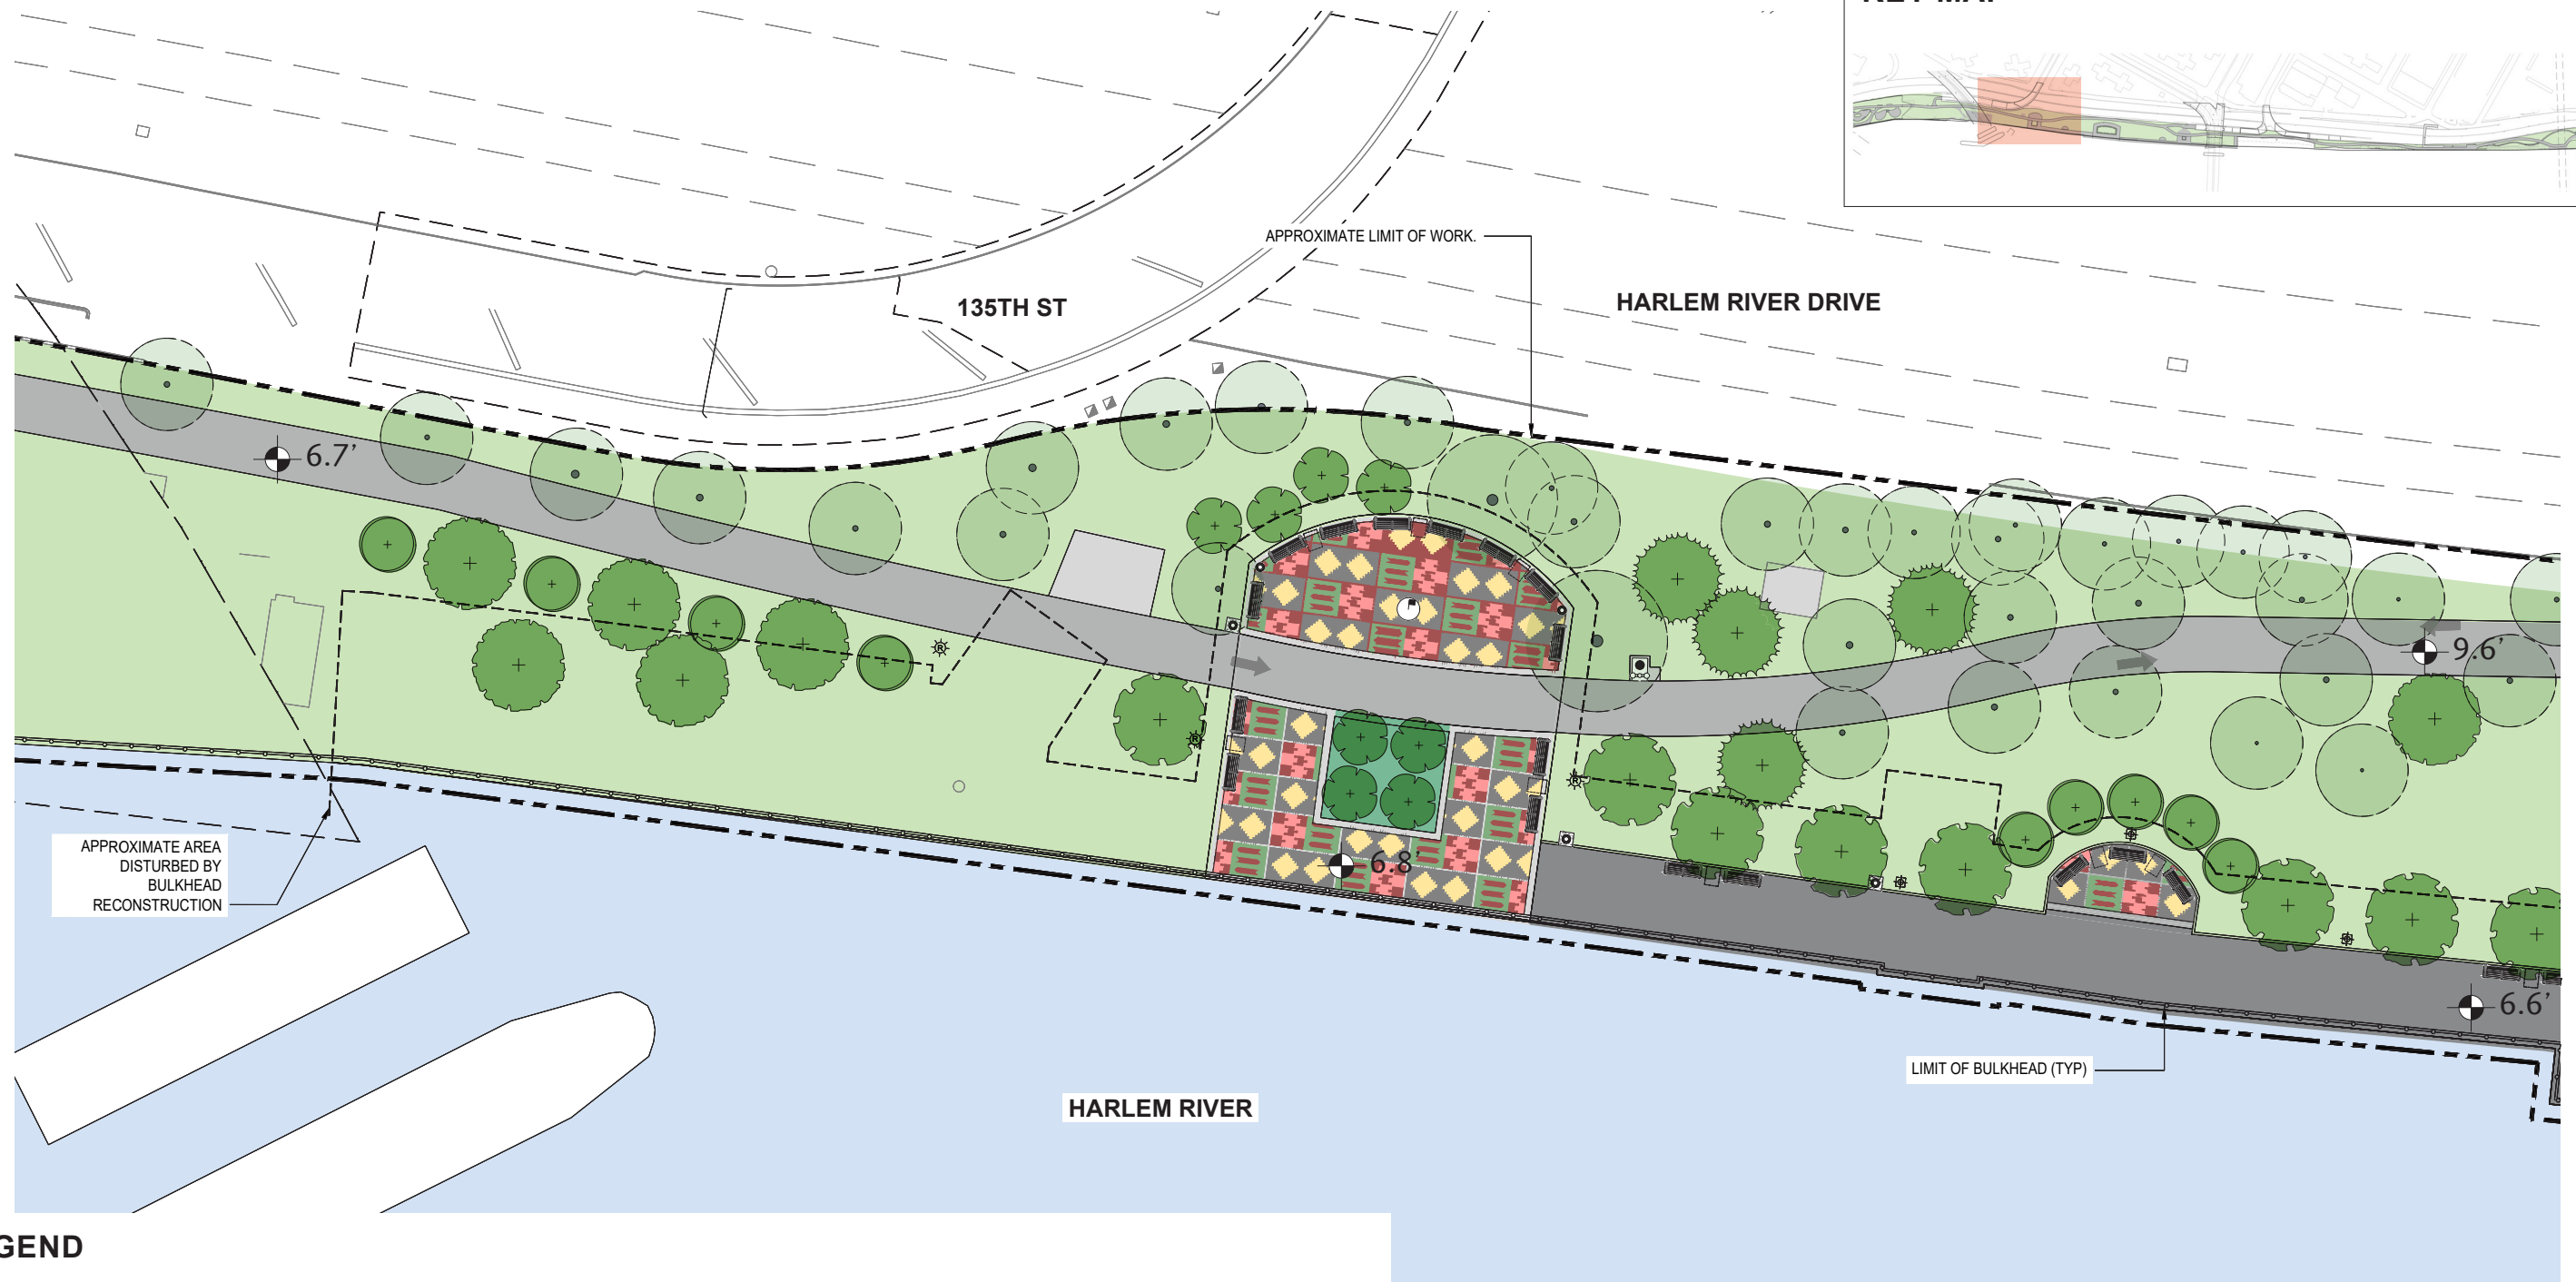 APPROXIMATE LIMIT OF WORK.
135TH ST
HARLEM RIVER DRIVE
6.7'
9.6'
6.8'
6.6'
APPROXIMATE AREA
DISTURBED BY
BULKHEAD
RECONSTRUCTION
LIMIT OF BULKHEAD (TYP)
HARLEM RIVER
GEND